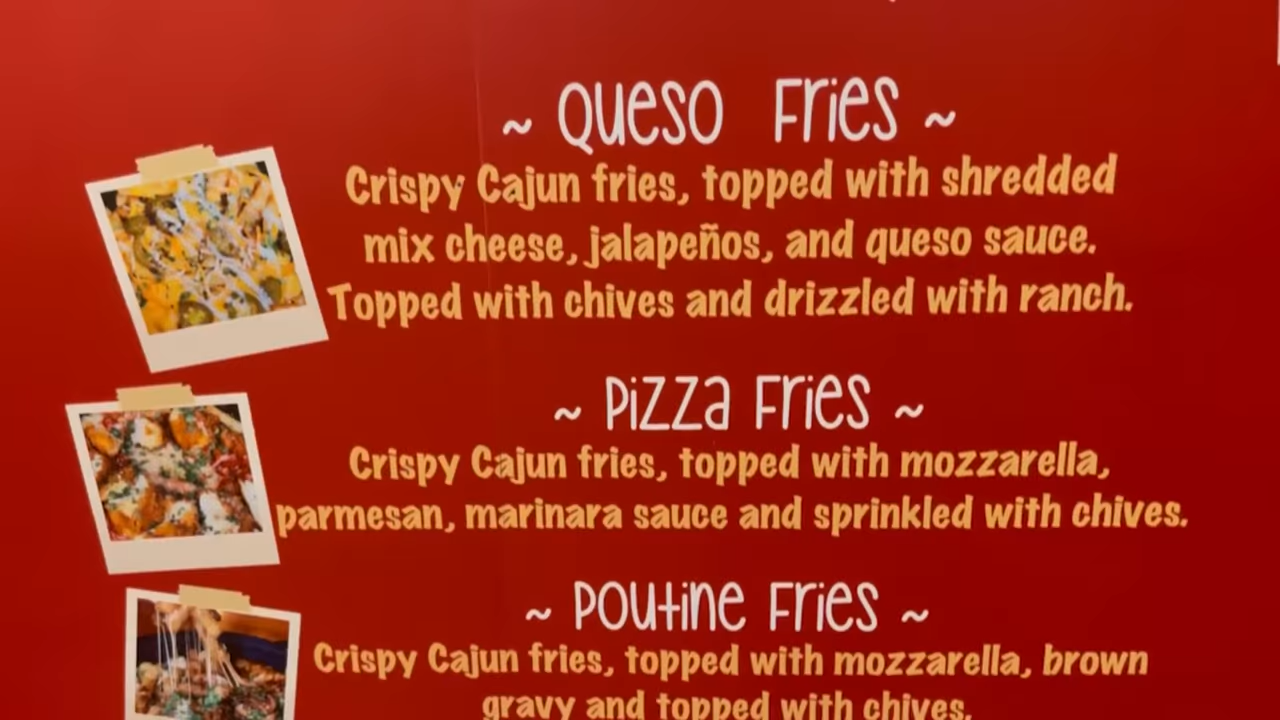 ~ Queso Fries ~
Crispy Cajun fries, topped with shredded
mix cheese, jalapeños, and queso sauce.
Topped with chives and drizzled with ranch.
~ Pizza Fries ~
Crispy Cajun fries, topped with mozzarella,
parmesan, marinara sauce and sprinkled with chives.
~ Poutine Fries ~
Crispy Cajun fries, topped with mozzarella, brown
gravy and topped with chives.